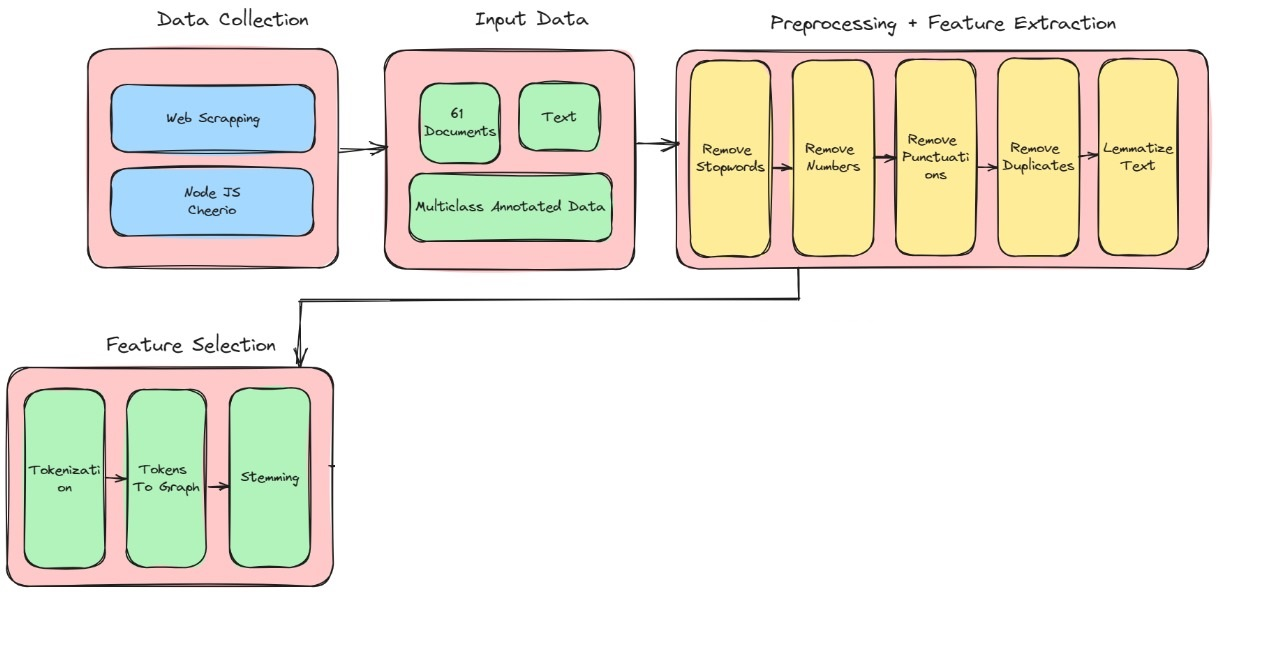 Data Collection
Input Data
Preprocessing + Feature Extraction
Web Scrapping
Node JS
Cheerio
61
Documents
Text
Multiclass Annotated Data
Remove
Stopwords
Remove
Numbers
Remove
Punctuati
ons
Remove
Duplicates
Lemmatize
Text
Feature Selection
Tokenizati
on
Tokens
To Graph
Stemming